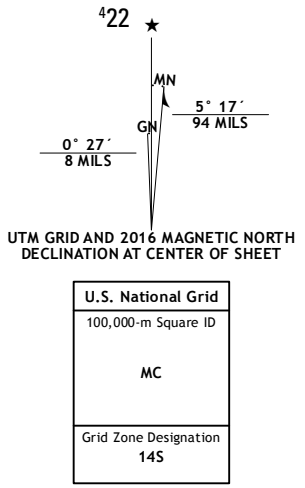 ⁴22
MN
5° 17´
94 MILS
GN
0° 27´
8 MILS
UTM GRID AND 2016 MAGNETIC NORTH
DECLINATION AT CENTER OF SHEET
U.S. National Grid
100,000-m Square ID
MC
Grid Zone Designation
14S